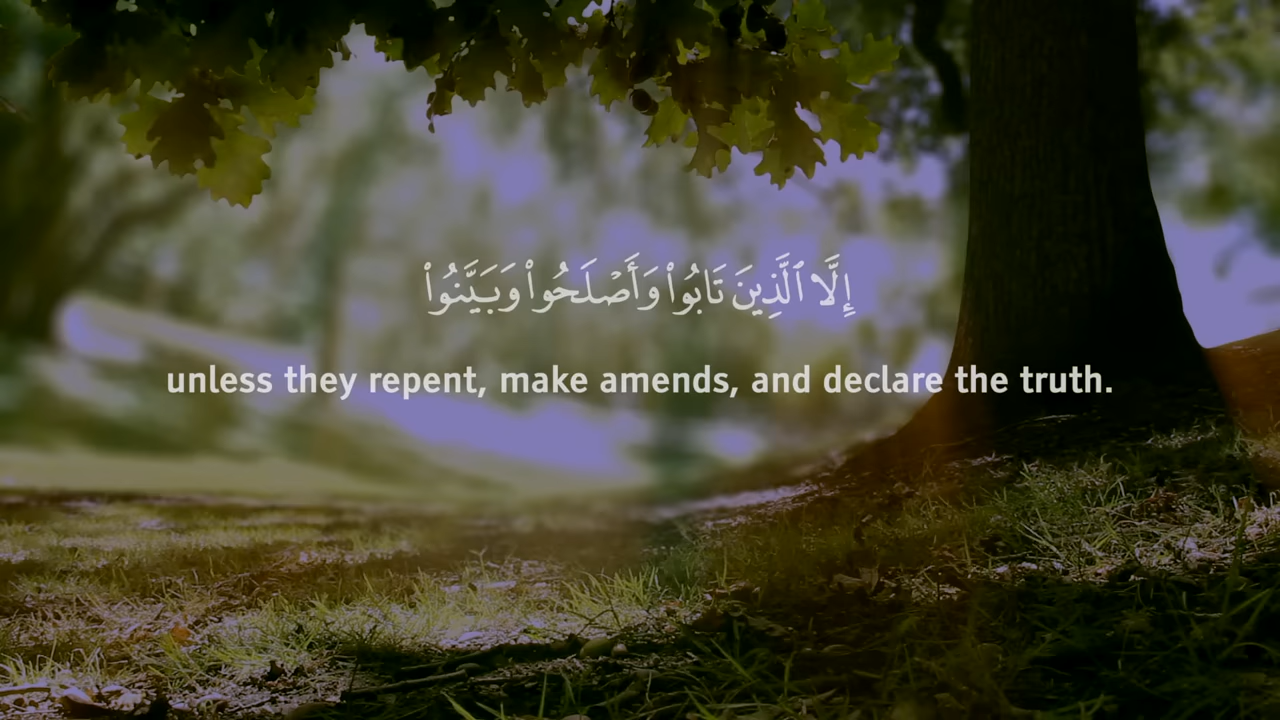 إِلَّا ٱلَّذِينَ تَابُوا۟ وَأَصْلَحُوا۟ وَبَيَّنُوا۟
unless they repent, make amends, and declare the truth.